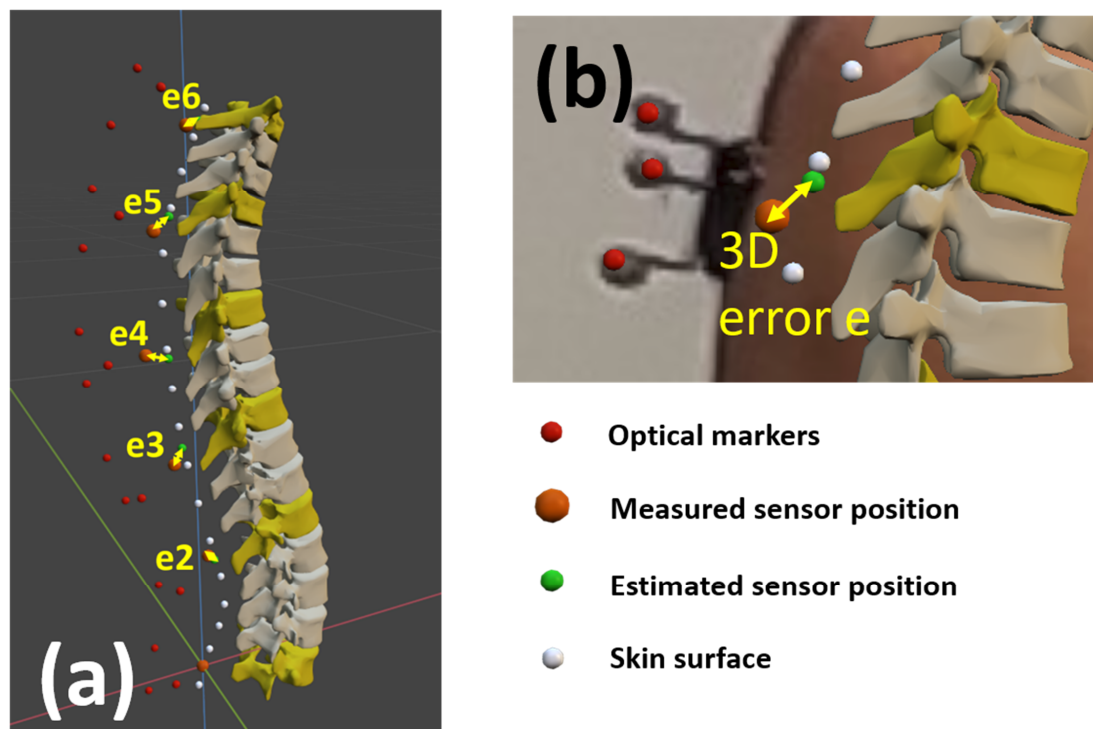 e6
e5
e4
e3
e2
(a)
(b)
3D
error e
Optical markers
Measured sensor position
Estimated sensor position
Skin surface